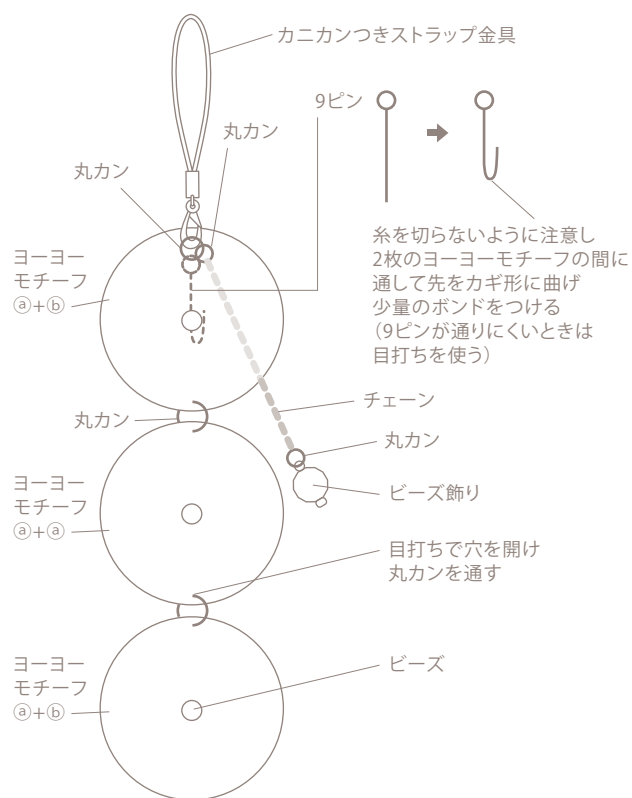 カニカンつきストラップ金具
9ピン
丸カン
丸カン
糸を切らないように注意し
2枚のヨーヨーモチーフの間に
通して先をカギ形に曲げ
少量のボンドをつける
（9ピンが通りにくいときは
目打ちを使う）
ヨーヨー
モチーフ
ⓐ+ⓑ
チェーン
丸カン
丸カン
ヨーヨー
モチーフ
ⓐ+ⓐ
ビーズ飾り
目打ちで穴を開け
丸カンを通す
ヨーヨー
モチーフ
ⓐ+ⓑ
ビーズ